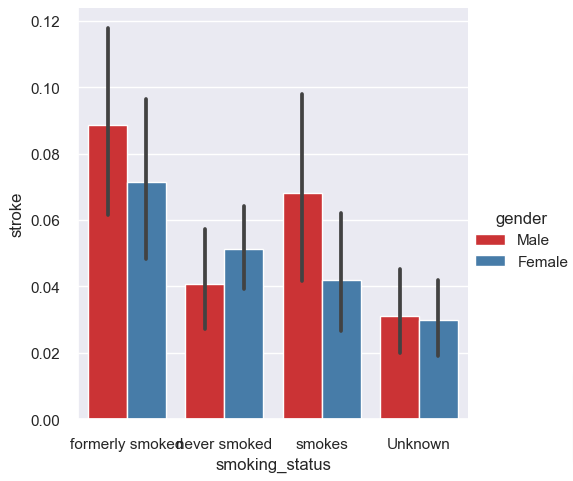 0.12
0.10
0.08
0.06
0.04
0.02
0.00
stroke
formerly smoked
never smoked
smokes
Unknown
smoking_status
gender
Male
Female